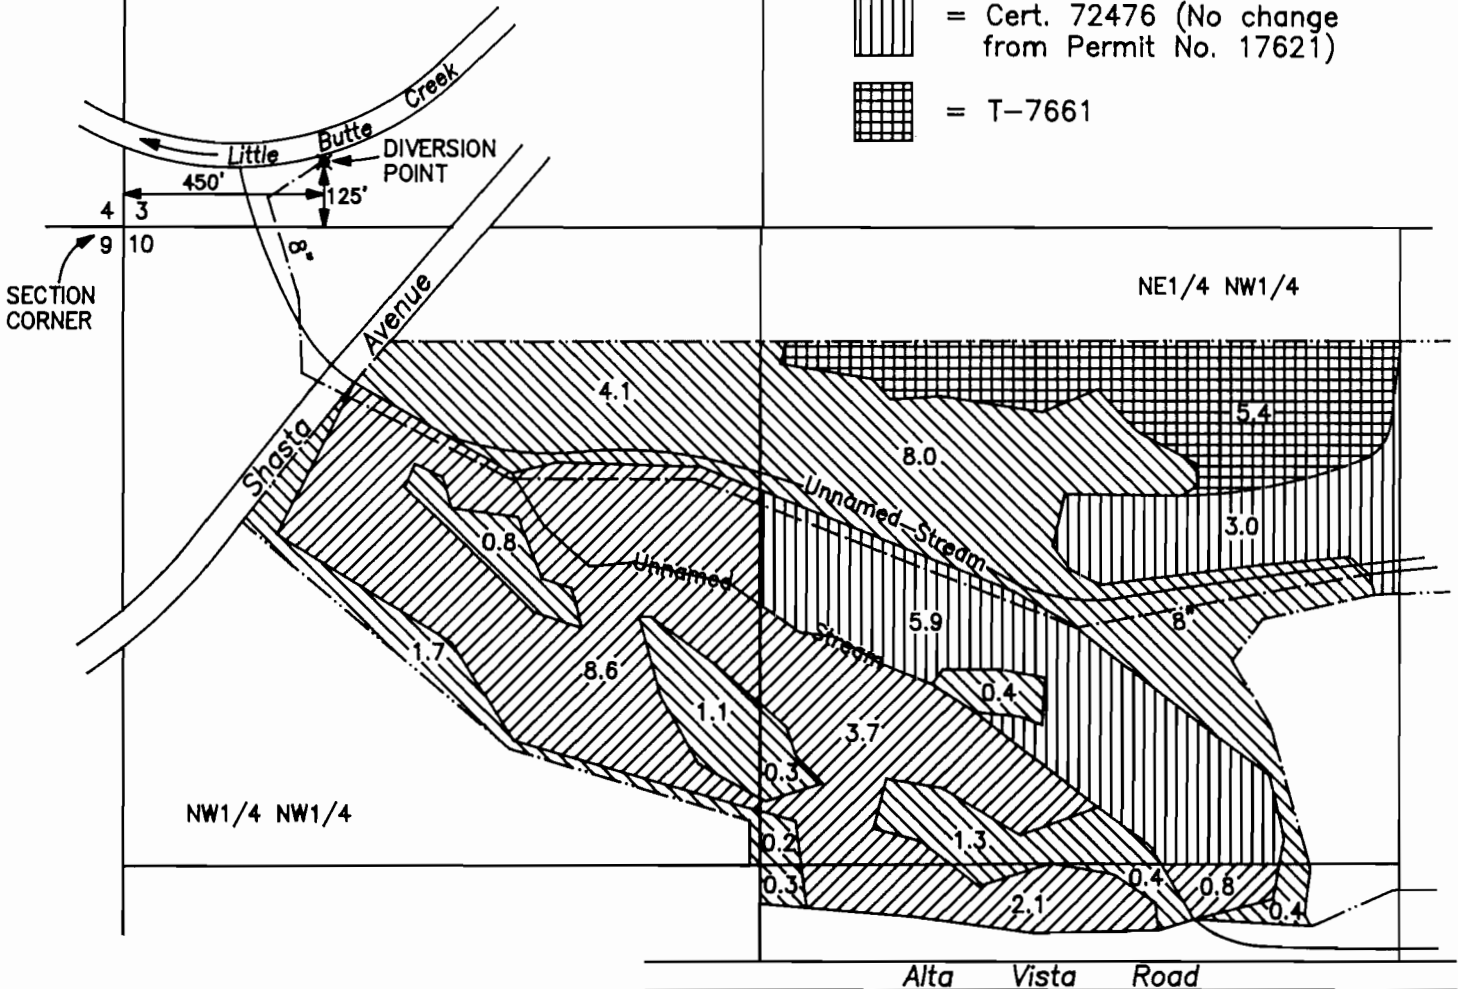 = Cert. 72476 (No change
from Permit No. 17621)
= T-7661
Little Butte Creek
DIVERSION
POINT
450'
125'
4 3
9 10
8"
SECTION
CORNER
Shasta Avenue
NE1/4 NW1/4
4.1
5.4
8.0
Unnamed Stream
3.0
0.8
Unnamed Stream
5.9
8"
1.7
8.6
0.4
1.1
3.7
0.3
NW1/4 NW1/4
0.2
1.3
0.3
0.4
0.8
2.1
0.4
Alta Vista Road